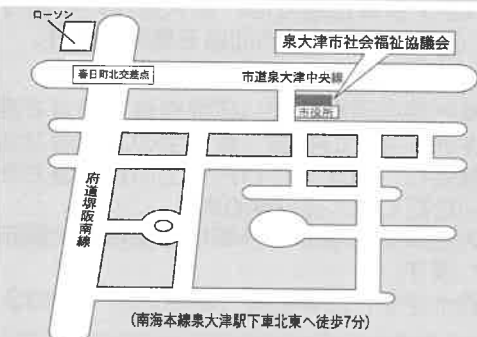 ローソン
泉大津市社会福祉協議会
春日町北交差点
市道泉大津中央線
市役所
府道堺阪南線
(南海本線泉大津駅下車北東へ徒歩7分)